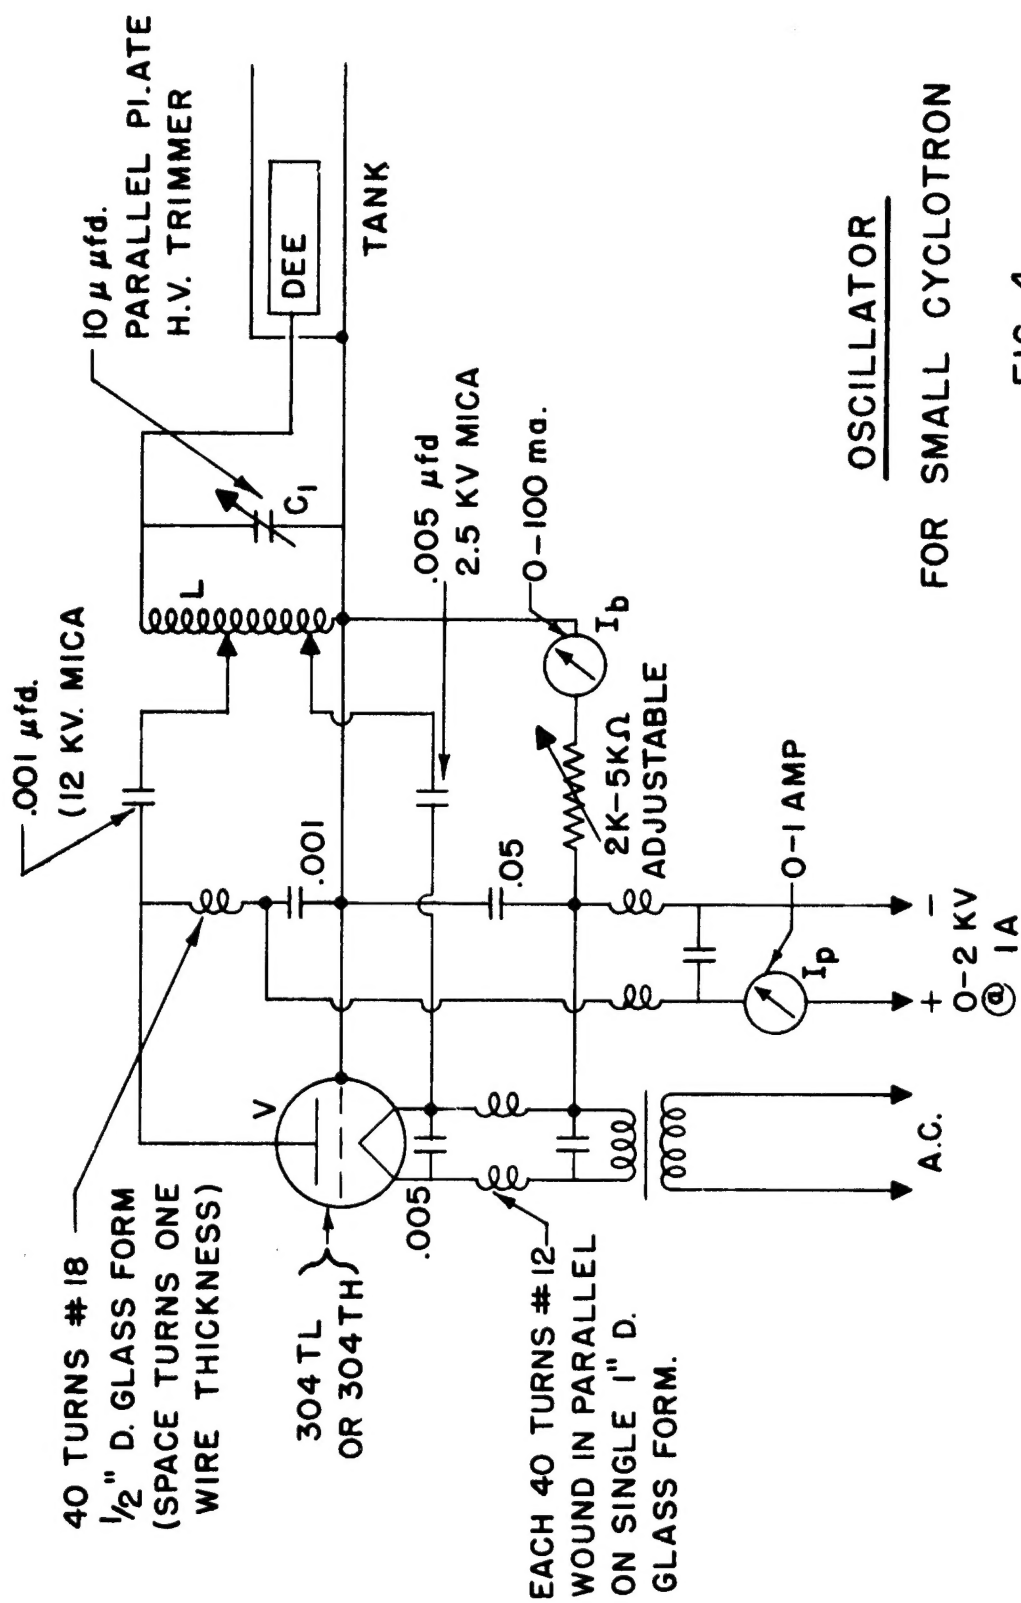 .001 µfd.
(12 KV. MICA
10 µ µfd.
PARALLEL PLATE
H.V. TRIMMER
40 TURNS #18
1/2" D. GLASS FORM
(SPACE TURNS ONE
WIRE THICKNESS)
L
C1
DEE
TANK
V
304 TL
OR 304 TH
.001
.005 µfd
2.5 KV MICA
.005
.05
0-100 ma.
Ib
2K-5KΩ
ADJUSTABLE
EACH 40 TURNS #12
WOUND IN PARALLEL
ON SINGLE 1" D.
GLASS FORM.
0-1 AMP
Ip
A.C.
+ -
0-2 KV
@ 1A
OSCILLATOR
FOR SMALL CYCLOTRON